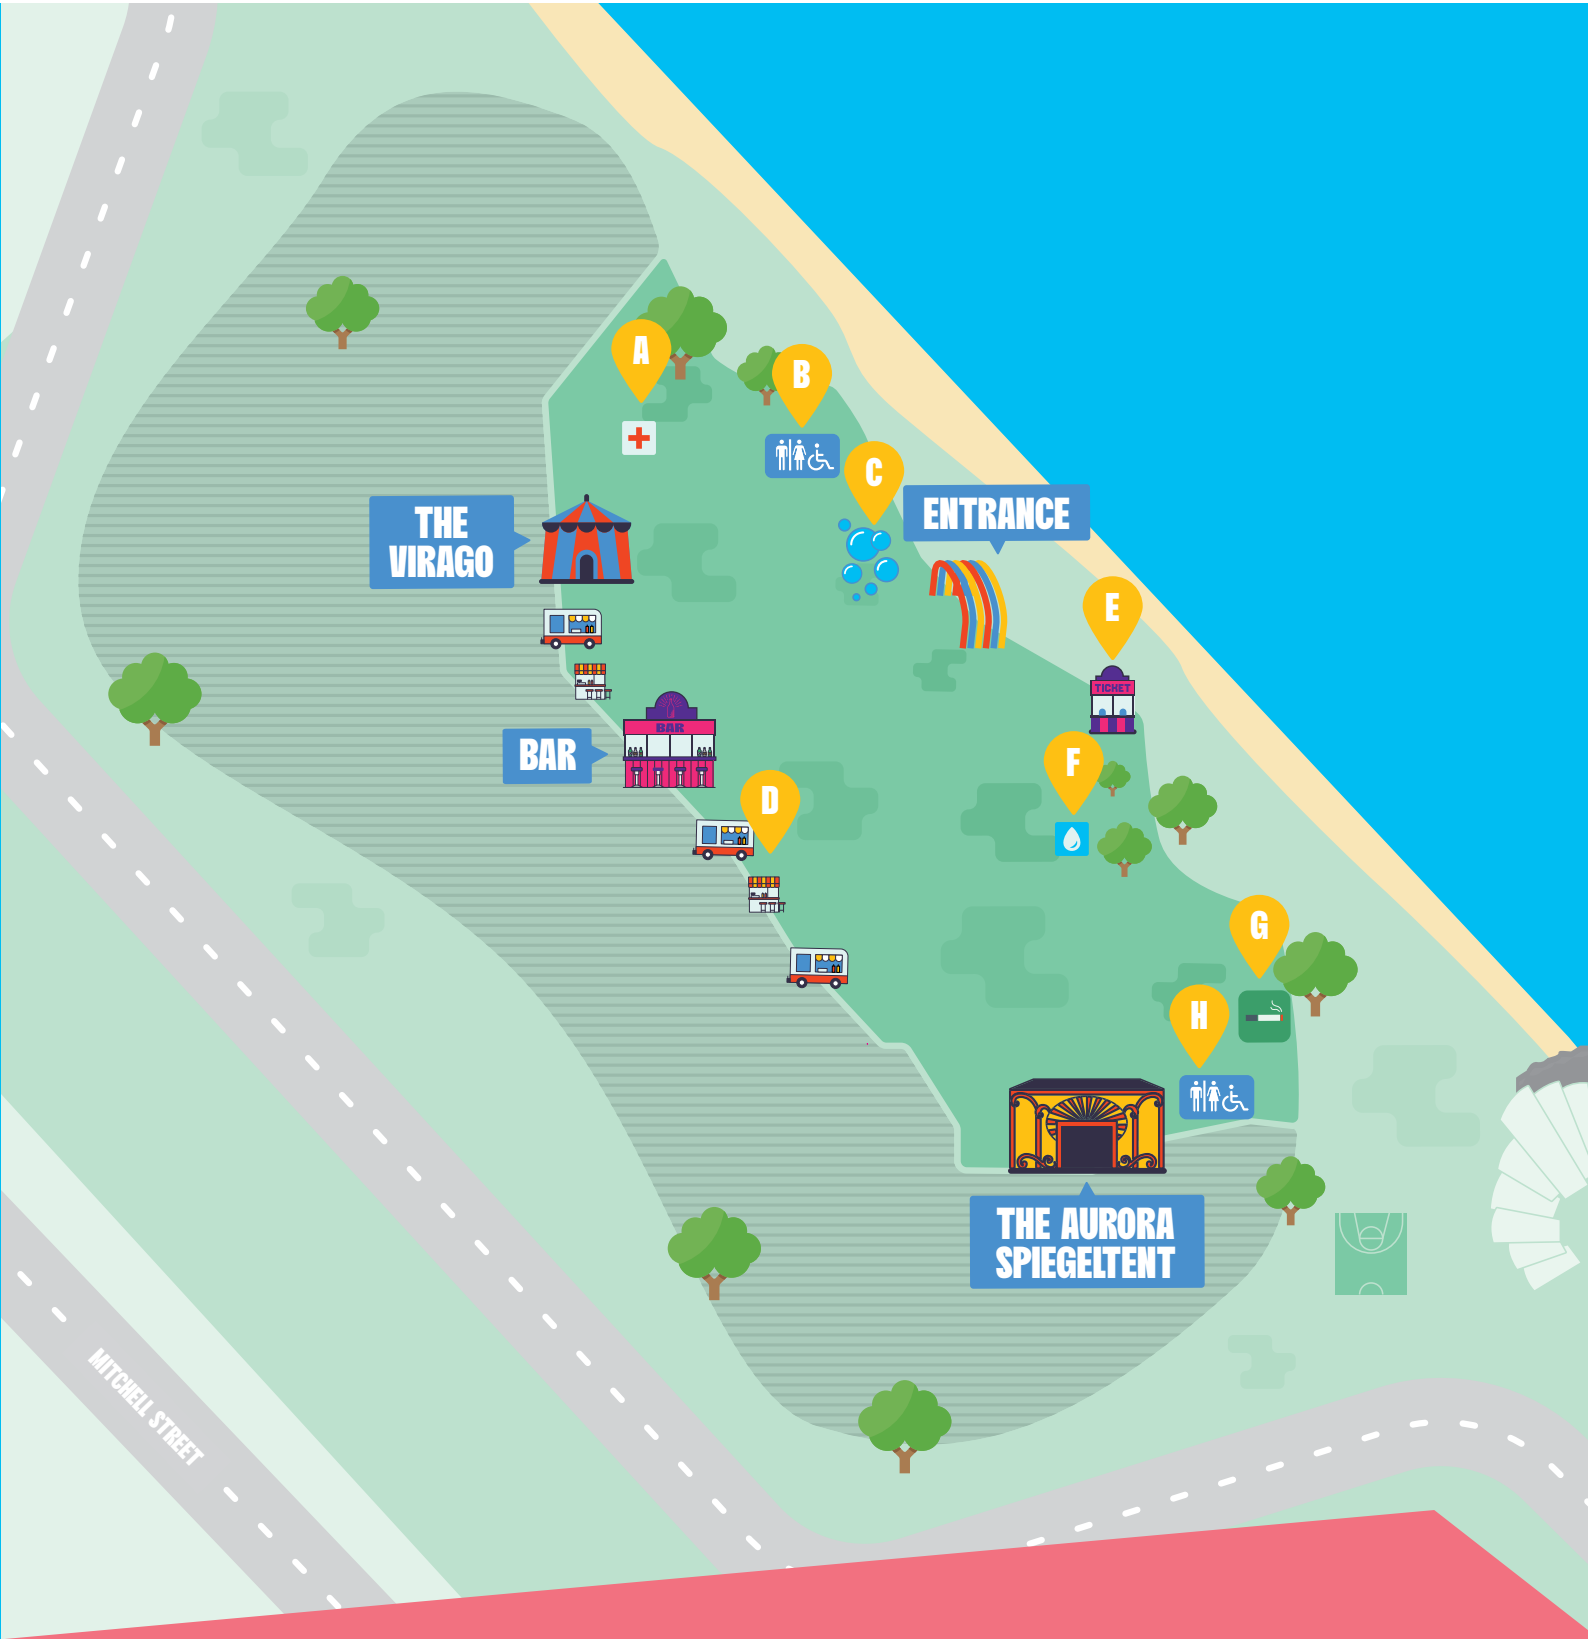 A
B
C
THE
VIRAGO
ENTRANCE
E
TICKET
BAR
BAR
F
D
G
H
THE AURORA
SPIEGELTENT
MITCHELL STREET